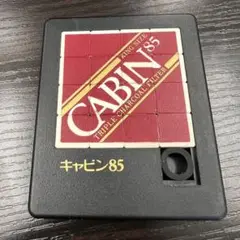 KING SIZE
CABIN'85
TRIPLE CHARCOAL FILTER
キャビン85